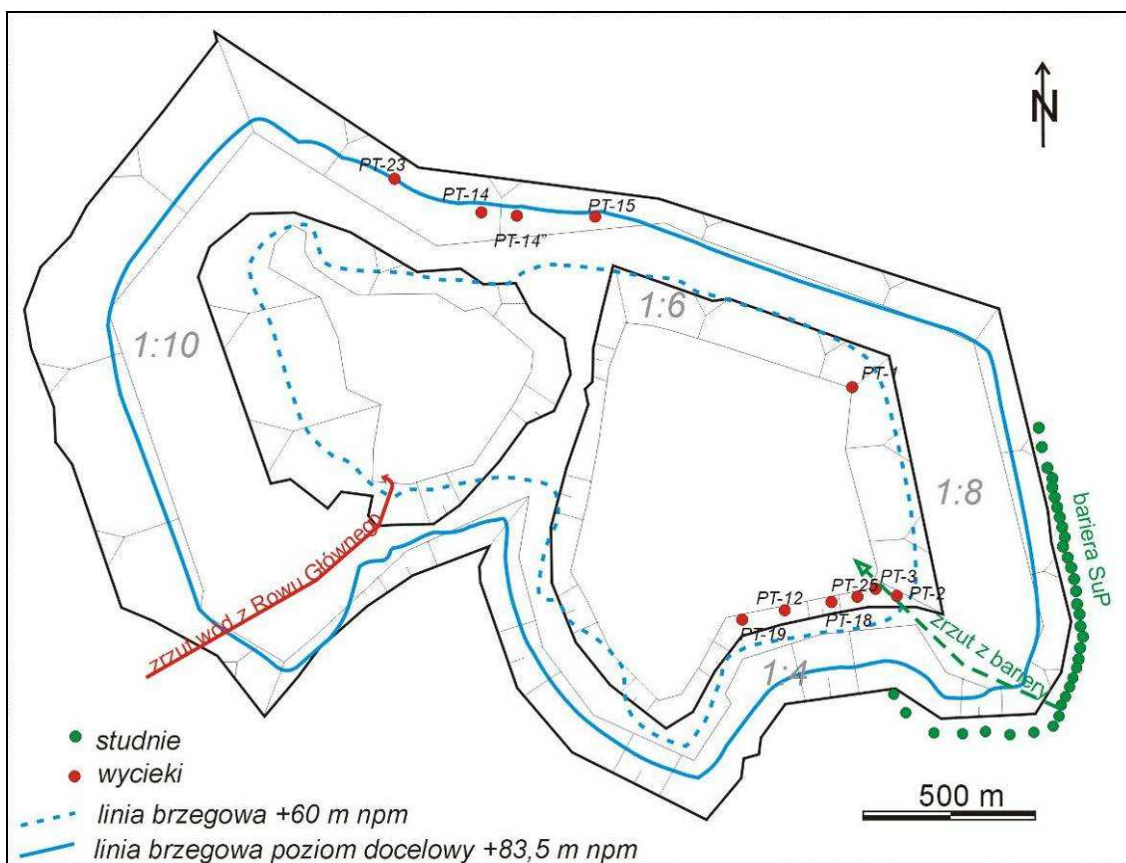 N
PT-23
PT-14
PT-15
PT-14"
1:6
1:10
PT-1
1:8
bariera SuP
zrzut wód z Rowu Głównego
PT-3
PT-25
PT-2
PT-12
PT-19
PT-18
zrzut z bariery
1:4
studnie
wycieki
500 m
linia brzegowa +60 m npm
linia brzegowa poziom docelowy +83,5 m npm